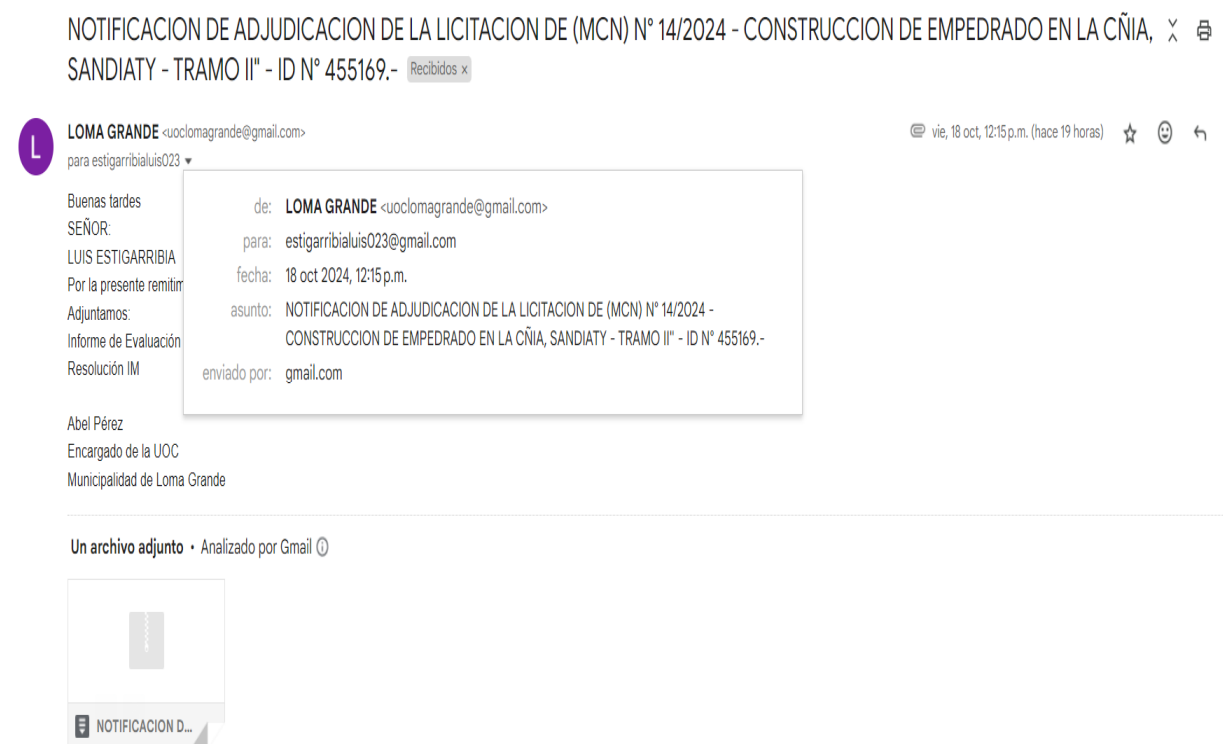 NOTIFICACION DE ADJUDICACION DE LA LICITACION DE (MCN) N° 14/2024 - CONSTRUCCION DE EMPEDRADO EN LA CÑIA,
SANDIATY - TRAMO II" - ID N° 455169.- Recibidos x
L
LOMA GRANDE <uoclomagrande@gmail.com>
vie, 18 oct, 12:15 p.m. (hace 19 horas)
para estigarribialuis023
Buenas tardes
SEÑOR:
LUIS ESTIGARRIBIA
Por la presente remitim
Adjuntamos:
Informe de Evaluación
Resolución IM
de: LOMA GRANDE <uoclomagrande@gmail.com>
para: estigarribialuis023@gmail.com
fecha: 18 oct 2024, 12:15 p.m.
asunto: NOTIFICACION DE ADJUDICACION DE LA LICITACION DE (MCN) N° 14/2024 -
CONSTRUCCION DE EMPEDRADO EN LA CÑIA, SANDIATY - TRAMO II" - ID N° 455169.-
enviado por: gmail.com
Abel Pérez
Encargado de la UOC
Municipalidad de Loma Grande
Un archivo adjunto • Analizado por Gmail
NOTIFICACION D...